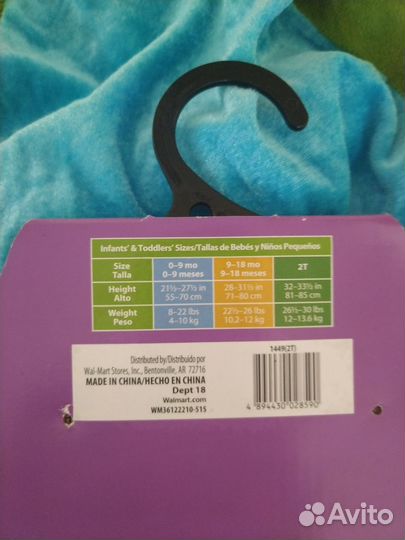 Infants' & Toddlers' Sizes/Tallas de Bebés y Niños Pequeños
Size Talla 0–9 mo 0–9 meses 9–18 mo 9–18 meses 2T
Height Alto 21½–27½ in 55–70 cm 28–31½ in 71–80 cm 32–33½ in 81–85 cm
Weight Peso 8–22 lbs 4–10 kg 22½–26 lbs 10.2–12 kg 26½–30 lbs 12–13.6 kg
1449(2T)
Distributed by/Distribuido por
Wal-Mart Stores, Inc., Bentonville, AR 72716
MADE IN CHINA/HECHO EN CHINA
Dept 18
Walmart.com
WM36122210-515
4 894430 028590
Avito